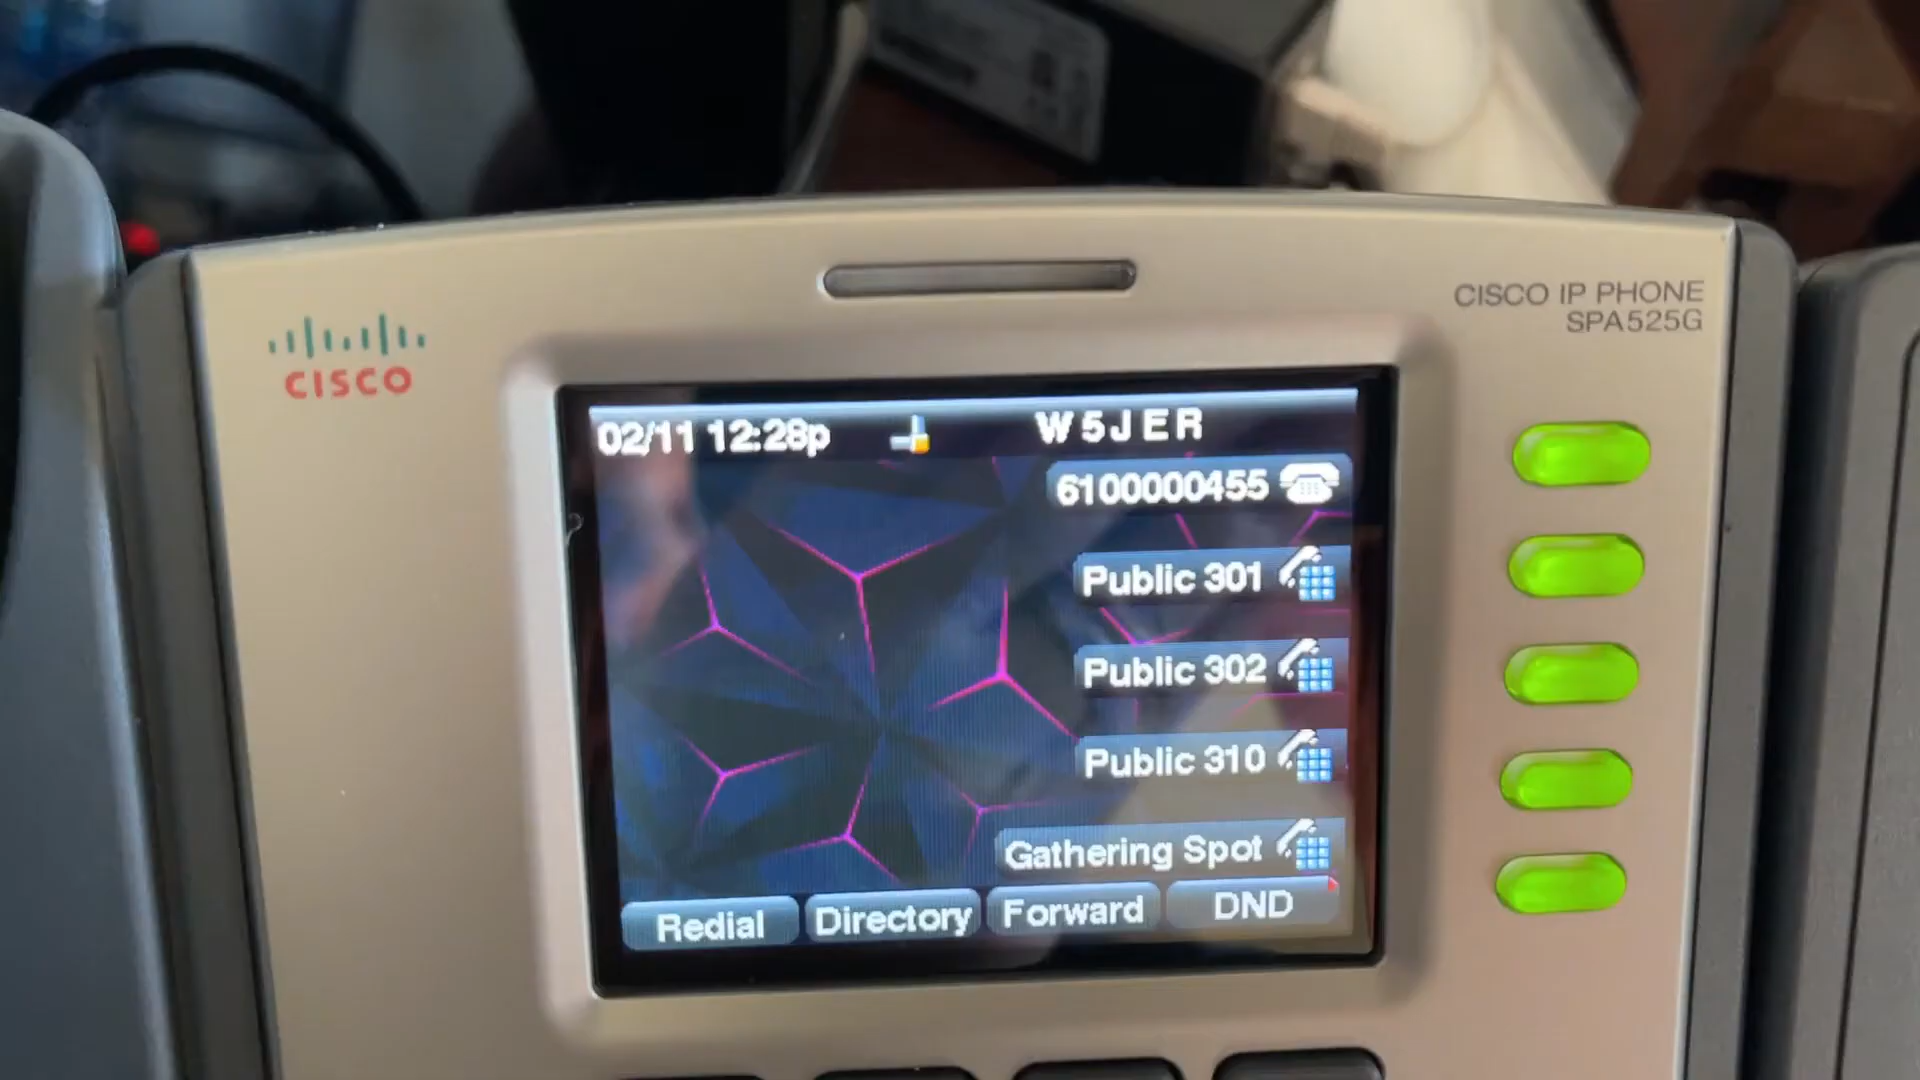 CISCO IP PHONE
SPA525G
CISCO
02/11 12:28p
W5JER
6100000455
Public 301
Public 302
Public 310
Gathering Spot
Redial
Directory
Forward
DND